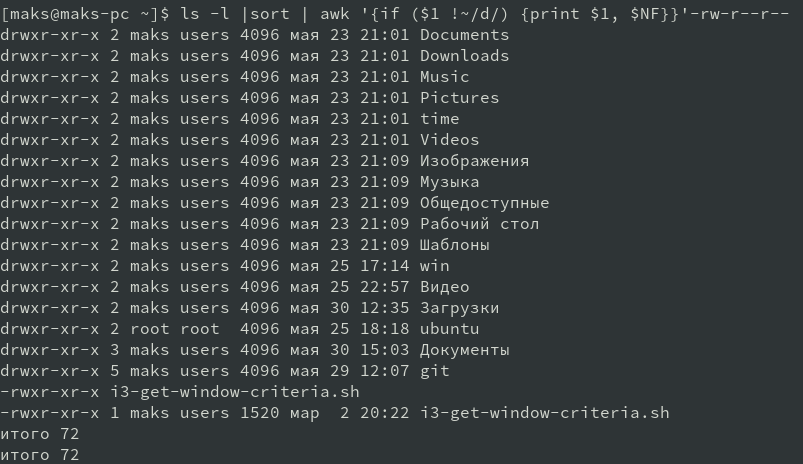 [maks@maks-pc ~]$ ls -l |sort | awk '{if ($1 !~/d/) {print $1, $NF}}'-rw-r--r--
drwxr-xr-x 2 maks users 4096 мая 23 21:01 Documents
drwxr-xr-x 2 maks users 4096 мая 23 21:01 Downloads
drwxr-xr-x 2 maks users 4096 мая 23 21:01 Music
drwxr-xr-x 2 maks users 4096 мая 23 21:01 Pictures
drwxr-xr-x 2 maks users 4096 мая 23 21:01 time
drwxr-xr-x 2 maks users 4096 мая 23 21:01 Videos
drwxr-xr-x 2 maks users 4096 мая 23 21:09 Изображения
drwxr-xr-x 2 maks users 4096 мая 23 21:09 Музыка
drwxr-xr-x 2 maks users 4096 мая 23 21:09 Общедоступные
drwxr-xr-x 2 maks users 4096 мая 23 21:09 Рабочий стол
drwxr-xr-x 2 maks users 4096 мая 23 21:09 Шаблоны
drwxr-xr-x 2 maks users 4096 мая 25 17:14 win
drwxr-xr-x 2 maks users 4096 мая 25 22:57 Видео
drwxr-xr-x 2 maks users 4096 мая 30 12:35 Загрузки
drwxr-xr-x 2 root root  4096 мая 25 18:18 ubuntu
drwxr-xr-x 3 maks users 4096 мая 30 15:03 Документы
drwxr-xr-x 5 maks users 4096 мая 29 12:07 git
-rwxr-xr-x i3-get-window-criteria.sh
-rwxr-xr-x 1 maks users 1520 мар  2 20:22 i3-get-window-criteria.sh
итого 72
итого 72